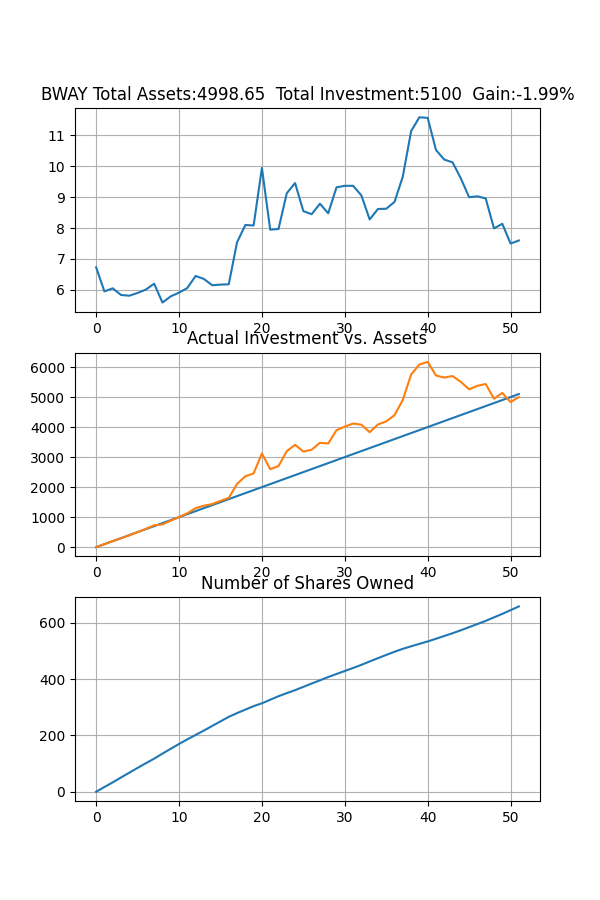 BWAY Total Assets:4998.65  Total Investment:5100  Gain:-1.99%
11
10
9
8
7
6
0 10 20 30 40 50
Actual Investment vs. Assets
6000
5000
4000
3000
2000
1000
0
0 10 20 30 40 50
Number of Shares Owned
600
400
200
0
0 10 20 30 40 50